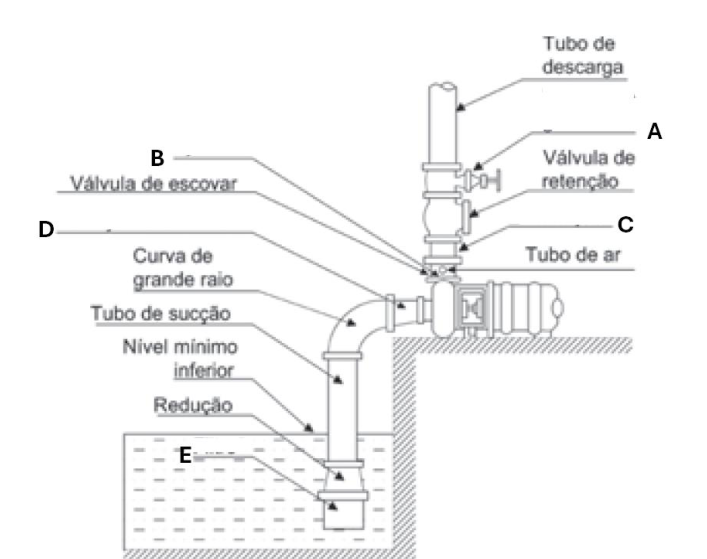 Tubo de
descarga
A
Válvula de
retenção
B
Válvula de escovar
C
D
Tubo de ar
Curva de
grande raio
Tubo de sucção
Nível mínimo
inferior
Redução
E